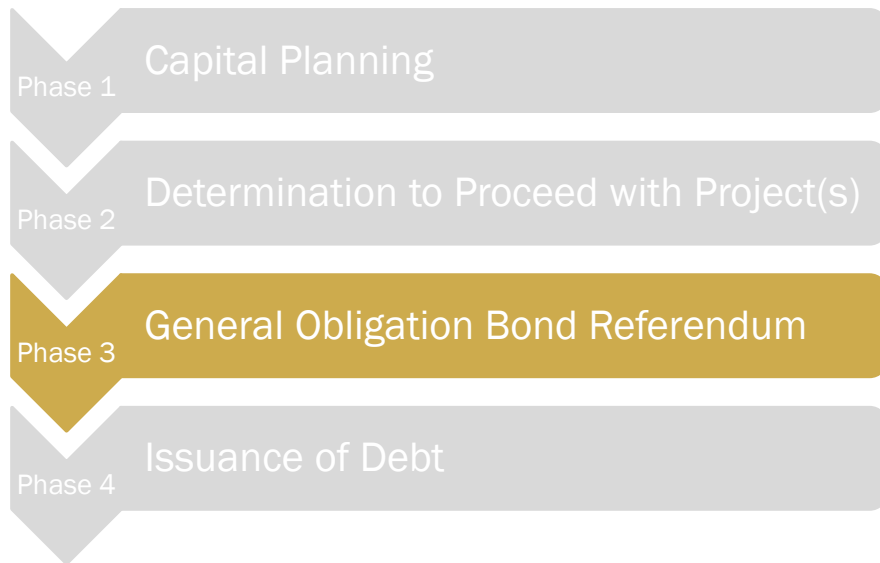 Phase 1
Capital Planning
Phase 2
Determination to Proceed with Project(s)
Phase 3
General Obligation Bond Referendum
Phase 4
Issuance of Debt